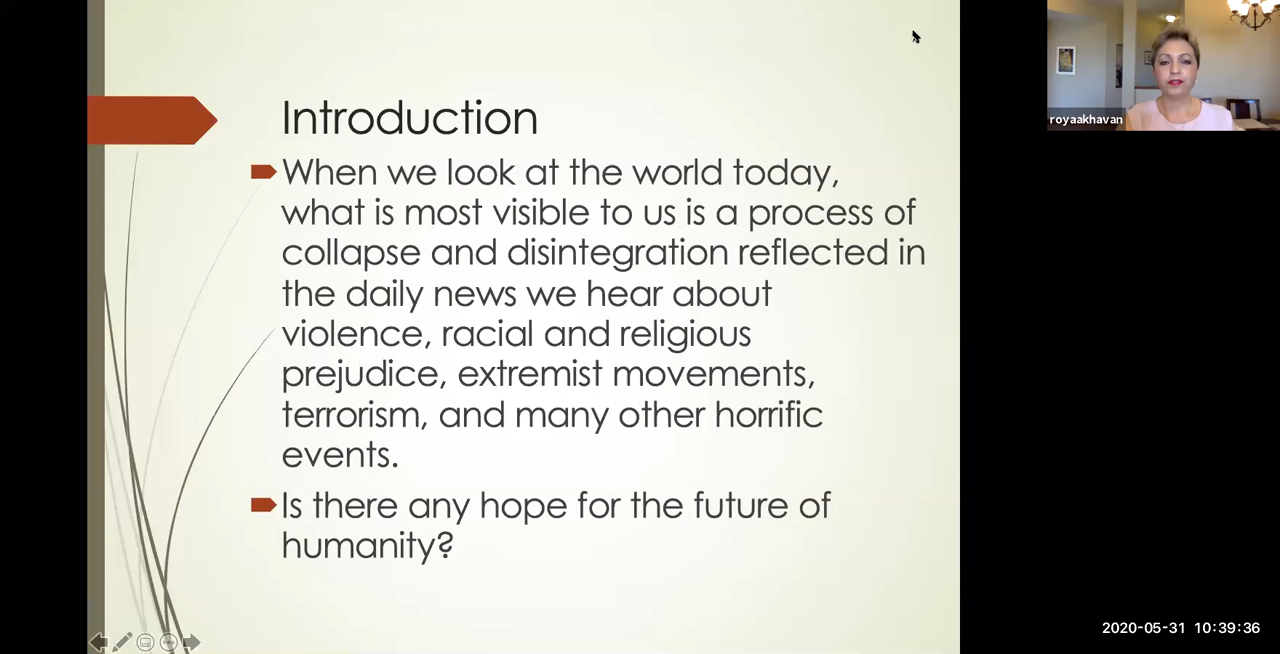 Introduction
When we look at the world today,
what is most visible to us is a process of
collapse and disintegration reflected in
the daily news we hear about
violence, racial and religious
prejudice, extremist movements,
terrorism, and many other horrific
events.
Is there any hope for the future of
humanity?
royaakhavan
2020-05-31 10:39:36